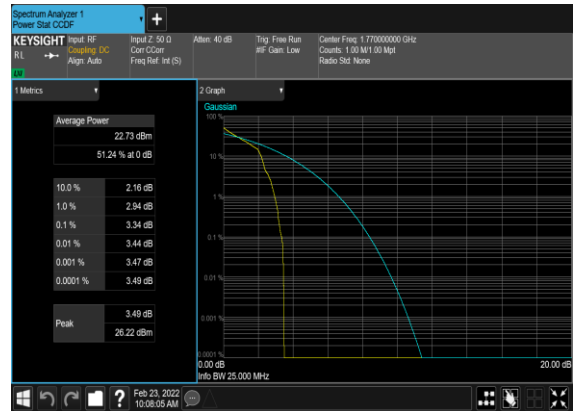 Spectrum Analyzer 1
Power Stat CCDF
KEYSIGHT
RL
LXI
Input: RF
Coupling: DC
Align: Auto
Input Z: 50 Ω
Corr CCorr
Freq Ref: Int (S)
Atten: 40 dB
Trig: Free Run
#IF Gain: Low
Center Freq: 1.770000000 GHz
Counts: 1.00 M/1.00 Mpt
Radio Std: None
1 Metrics
Average Power
22.73 dBm
51.24 % at 0 dB
10.0 % 2.16 dB
1.0 % 2.94 dB
0.1 % 3.34 dB
0.01 % 3.44 dB
0.001 % 3.47 dB
0.0001 % 3.49 dB
Peak
3.49 dB
26.22 dBm
2 Graph
Gaussian
100 %
10 %
1 %
0.1 %
0.01 %
0.001 %
0.0001 %
0.00 dB 20.00 dB
Info BW 25.000 MHz
? Feb 23, 2022
10:08:05 AM